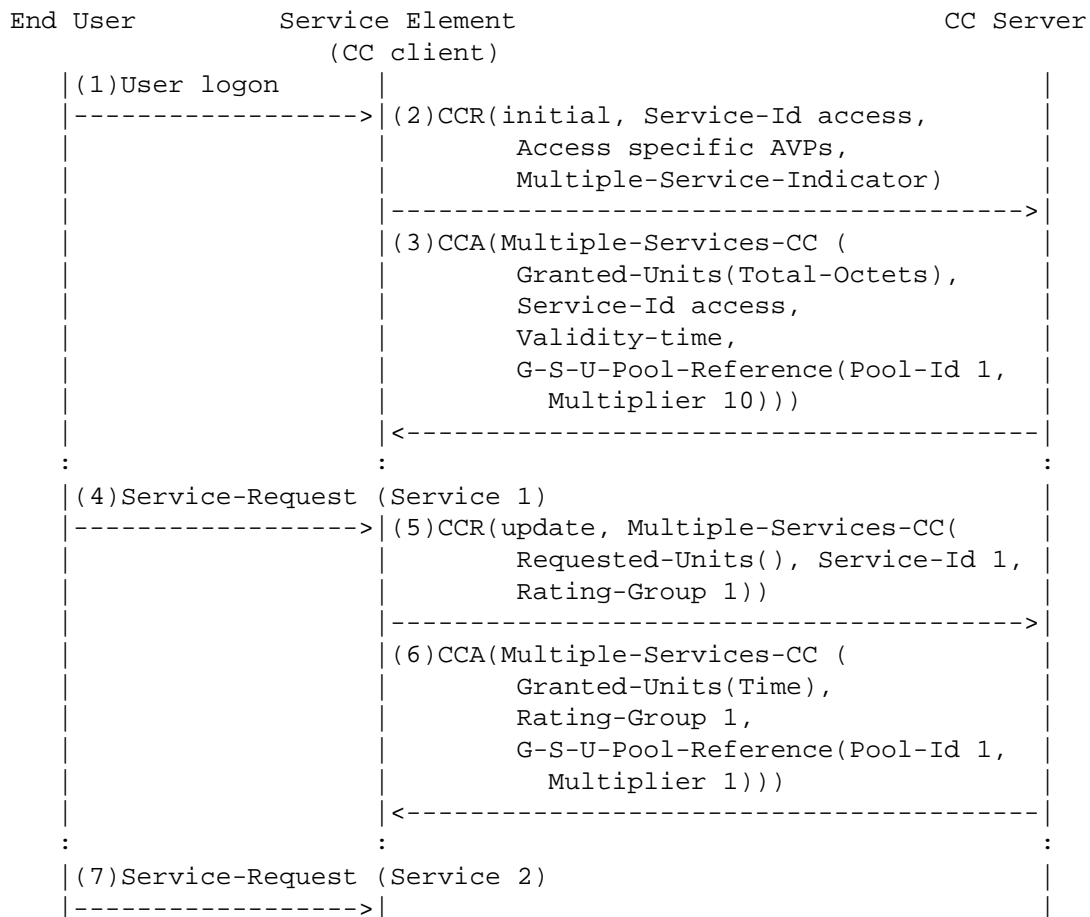 End User         Service Element                           CC Server
                    (CC client)
   |(1)User logon      |                                         |
   |------------------>|(2)CCR(initial, Service-Id access,       |
   |                   |        Access specific AVPs,            |
   |                   |        Multiple-Service-Indicator)      |
   |                   |---------------------------------------->|
   |                   |(3)CCA(Multiple-Services-CC (            |
   |                   |        Granted-Units(Total-Octets),     |
   |                   |        Service-Id access,               |
   |                   |        Validity-time,                   |
   |                   |        G-S-U-Pool-Reference(Pool-Id 1,  |
   |                   |          Multiplier 10)))               |
   |                   |<----------------------------------------|
   :                   :                                         :
   |(4)Service-Request (Service 1)                               |
   |------------------>|(5)CCR(update, Multiple-Services-CC(     |
   |                   |        Requested-Units(), Service-Id 1, |
   |                   |        Rating-Group 1))                 |
   |                   |---------------------------------------->|
   |                   |(6)CCA(Multiple-Services-CC (            |
   |                   |        Granted-Units(Time),             |
   |                   |        Rating-Group 1,                  |
   |                   |        G-S-U-Pool-Reference(Pool-Id 1,  |
   |                   |          Multiplier 1)))                |
   |                   |<----------------------------------------|
   :                   :                                         :
   |(7)Service-Request (Service 2)                               |
   |------------------>|                                         |